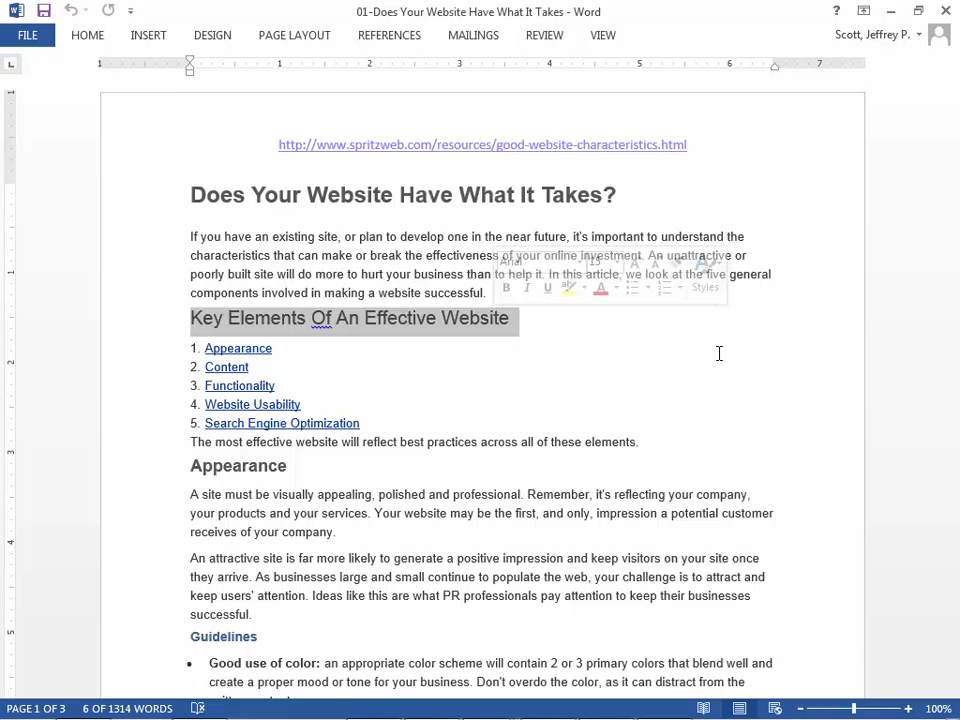 01-Does Your Website Have What It Takes - Word
FILE HOME INSERT DESIGN PAGE LAYOUT REFERENCES MAILINGS REVIEW VIEW Scott, Jeffrey P.
1 1 2 3 4 5 6 7
http://www.spritzweb.com/resources/good-website-characteristics.html
Does Your Website Have What It Takes?
If you have an existing site, or plan to develop one in the near future, it's important to understand the
characteristics that can make or break the effectiveness of your online investment. An unattractive or
poorly built site will do more to hurt your business than to help it. In this article, we look at the five general
components involved in making a website successful.
Arial 15
B I U Styles
Key Elements Of An Effective Website
1. Appearance
2. Content
3. Functionality
4. Website Usability
5. Search Engine Optimization
The most effective website will reflect best practices across all of these elements.
Appearance
A site must be visually appealing, polished and professional. Remember, it's reflecting your company,
your products and your services. Your website may be the first, and only, impression a potential customer
receives of your company.
An attractive site is far more likely to generate a positive impression and keep visitors on your site once
they arrive. As businesses large and small continue to populate the web, your challenge is to attract and
keep users' attention. Ideas like this are what PR professionals pay attention to keep their businesses
successful.
Guidelines
• Good use of color: an appropriate color scheme will contain 2 or 3 primary colors that blend well and
create a proper mood or tone for your business. Don't overdo the color, as it can distract from the
PAGE 1 OF 3 6 OF 1314 WORDS 100%